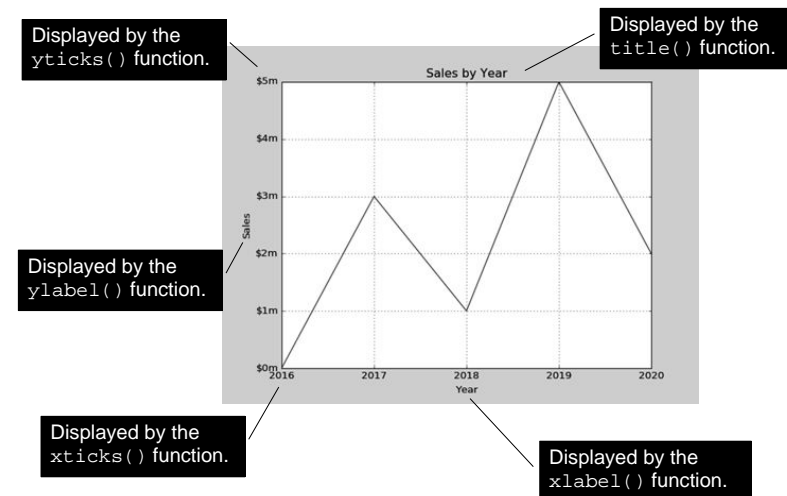 Displayed by the
yticks() function.
Displayed by the
title() function.
Sales by Year
$5m
$4m
$3m
$2m
$1m
$0m
Sales
Displayed by the
ylabel() function.
2016 2017 2018 2019 2020
Year
Displayed by the
xticks() function.
Displayed by the
xlabel() function.